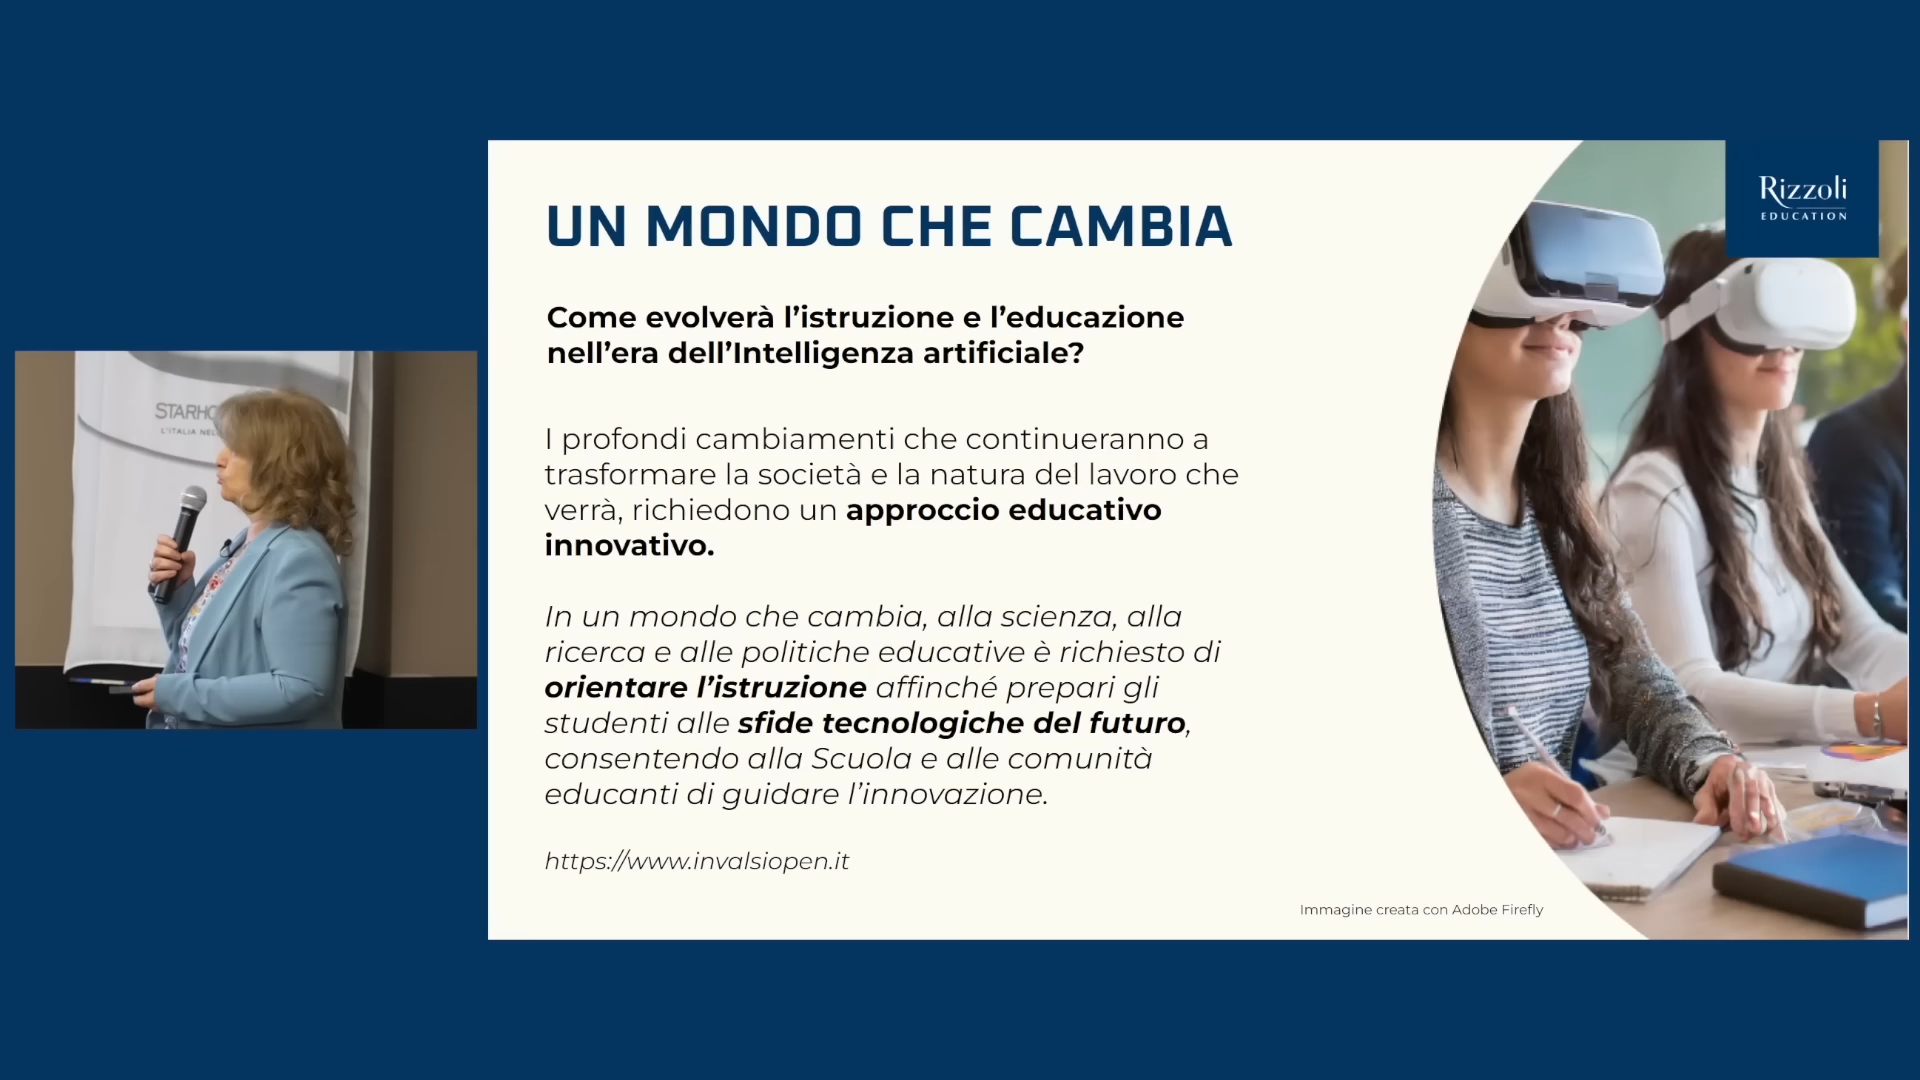 STARHO
L'ITALIA NEL
Rizzoli
EDUCATION
UN MONDO CHE CAMBIA
Come evolverà l’istruzione e l’educazione
nell’era dell’Intelligenza artificiale?
I profondi cambiamenti che continueranno a
trasformare la società e la natura del lavoro che
verrà, richiedono un approccio educativo
innovativo.
In un mondo che cambia, alla scienza, alla
ricerca e alle politiche educative è richiesto di
orientare l’istruzione affinché prepari gli
studenti alle sfide tecnologiche del futuro,
consentendo alla Scuola e alle comunità
educanti di guidare l’innovazione.
https://www.invalsiopen.it
Immagine creata con Adobe Firefly